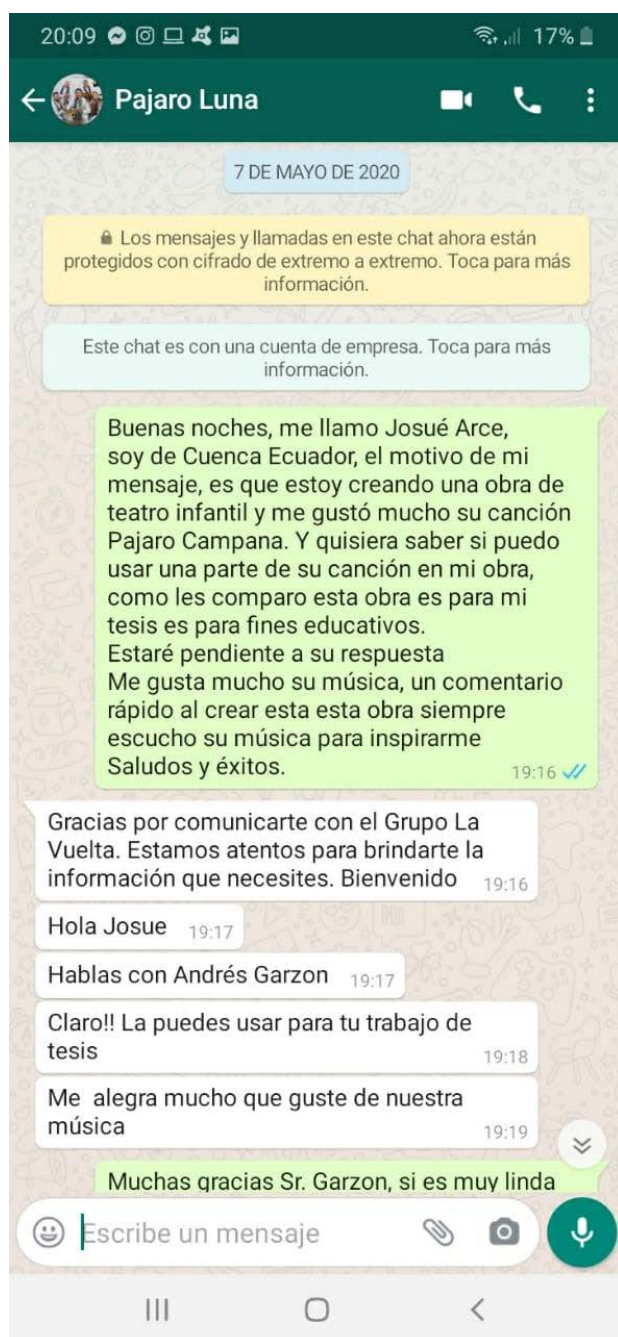 20:09 17%
Pajaro Luna
7 DE MAYO DE 2020
Los mensajes y llamadas en este chat ahora están
protegidos con cifrado de extremo a extremo. Toca para más
información.
Este chat es con una cuenta de empresa. Toca para más
información.
Buenas noches, me llamo Josué Arce,
soy de Cuenca Ecuador, el motivo de mi
mensaje, es que estoy creando una obra de
teatro infantil y me gustó mucho su canción
Pajaro Campana. Y quisiera saber si puedo
usar una parte de su canción en mi obra,
como les comparo esta obra es para mi
tesis es para fines educativos.
Estaré pendiente a su respuesta
Me gusta mucho su música, un comentario
rápido al crear esta esta obra siempre
escucho su música para inspirarme
Saludos y éxitos.
19:16
Gracias por comunicarte con el Grupo La
Vuelta. Estamos atentos para brindarte la
información que necesites. Bienvenido 19:16
Hola Josue 19:17
Hablas con Andrés Garzon 19:17
Claro!! La puedes usar para tu trabajo de
tesis 19:18
Me alegra mucho que guste de nuestra
música 19:19
Muchas gracias Sr. Garzon, si es muy linda
Escribe un mensaje